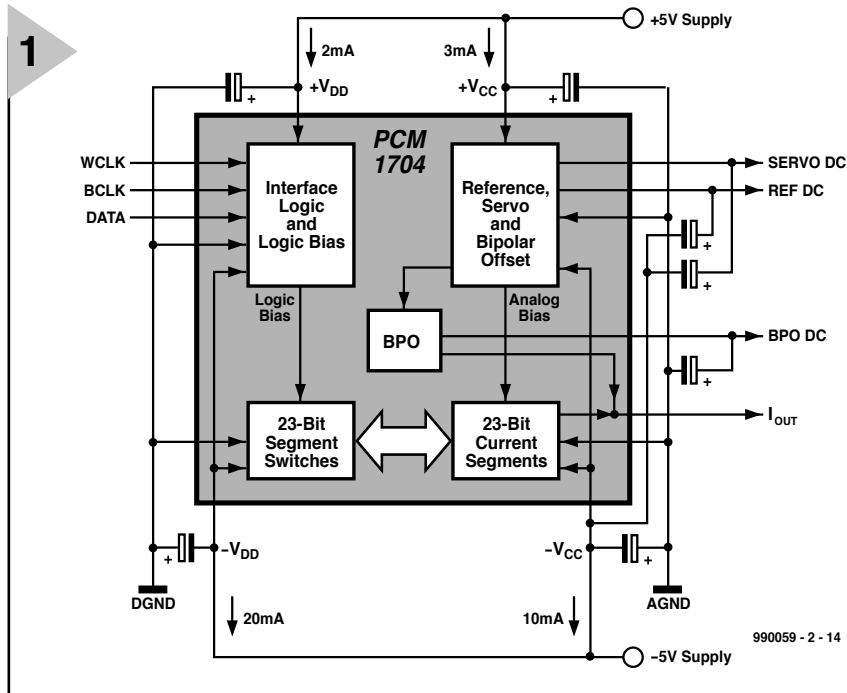 1
+5V Supply
2mA
3mA
+VDD
+VCC
+
+
PCM
1704
WCLK
BCLK
DATA
Interface
Logic
and
Logic Bias
Reference,
Servo
and
Bipolar
Offset
SERVO DC
REF DC
+
+
Logic
Bias
Analog
Bias
BPO
BPO DC
+
23-Bit
Segment
Switches
23-Bit
Current
Segments
IOUT
+
−VDD
−VCC
+
DGND
AGND
20mA
10mA
990059 - 2 - 14
−5V Supply